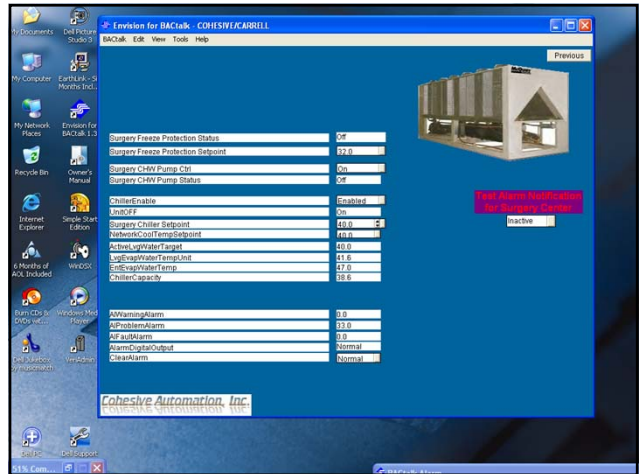 My Documents
Dell Picture Studio 3
My Computer
EarthLink - Si
Months Incl...
My Network Places
Envision for BACtalk 1.3
Recycle Bin
Owner's Manual
Internet Explorer
Simple Start Edition
6 Months of AOL Included
WinDSX
Burn CDs &
DVDs wit...
Windows Med
Player
Dell Jukebox
by musicmatch
Dell Support
51% Com...
Envision for BACtalk - COHESIVE/CARRELL
BACtalk Edit View Tools Help
Previous
Surgery Freeze Protection Status Off
Surgery Freeze Protection Setpoint 32.0
Surgery CHW Pump Ctrl On
Surgery CHW Pump Status Off
ChillerEnable Enabled
UnitOFF On
Surgery Chiller Setpoint 40.0
NetworkCoolTempSetpoint 40.0
ActiveLvgWaterTarget 40.0
LvgEvapWaterTempUnit 41.6
EntEvapWaterTemp 47.0
ChillerCapacity 38.6
Test Alarm Notification
for Surgery Center
Inactive
AIWarningAlarm 0.0
AIProblemAlarm 33.0
AIFaultAlarm 0.0
AlarmDigitalOutput Normal
ClearAlarm Normal
Cohesive Automation, Inc.
BACtalk Alarm